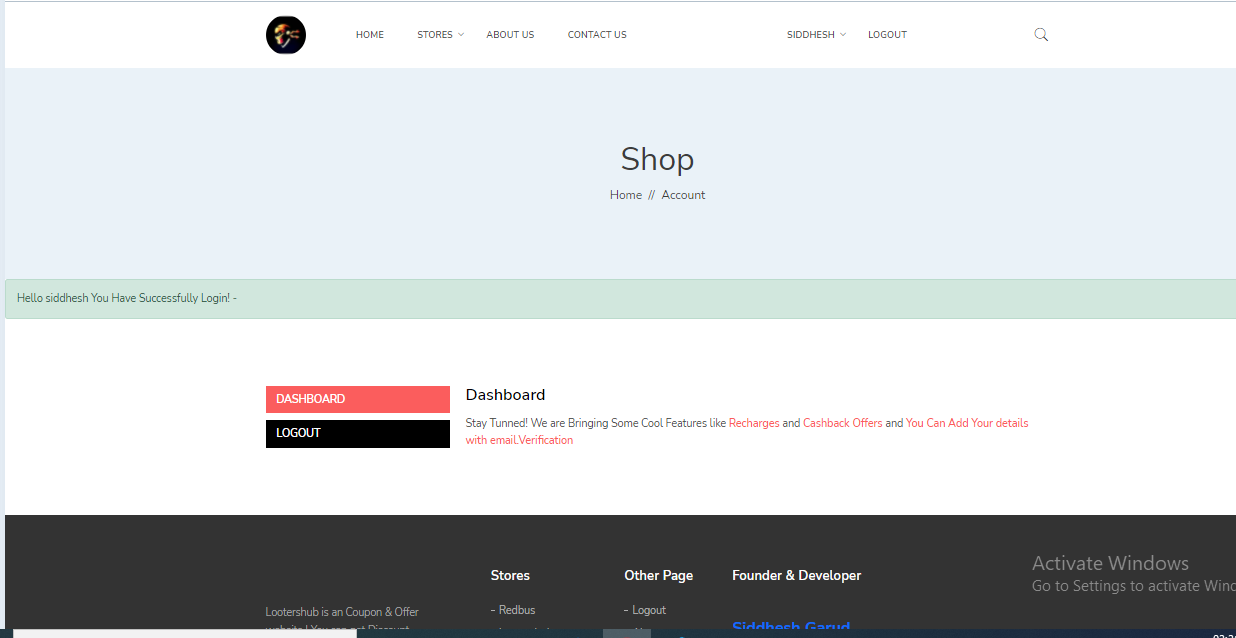 HOME STORES ABOUT US CONTACT US SIDDHESH LOGOUT
Shop
Home // Account
Hello siddhesh You Have Successfully Login! -
DASHBOARD
LOGOUT
Dashboard
Stay Tunned! We are Bringing Some Cool Features like Recharges and Cashback Offers and You Can Add Your details
with email.Verification
Stores
- Redbus
Other Page
- Logout
Founder & Developer
Siddhesh Garud
Lootershub is an Coupon & Offer
website ! You can get Discount
Activate Windows
Go to Settings to activate Wind